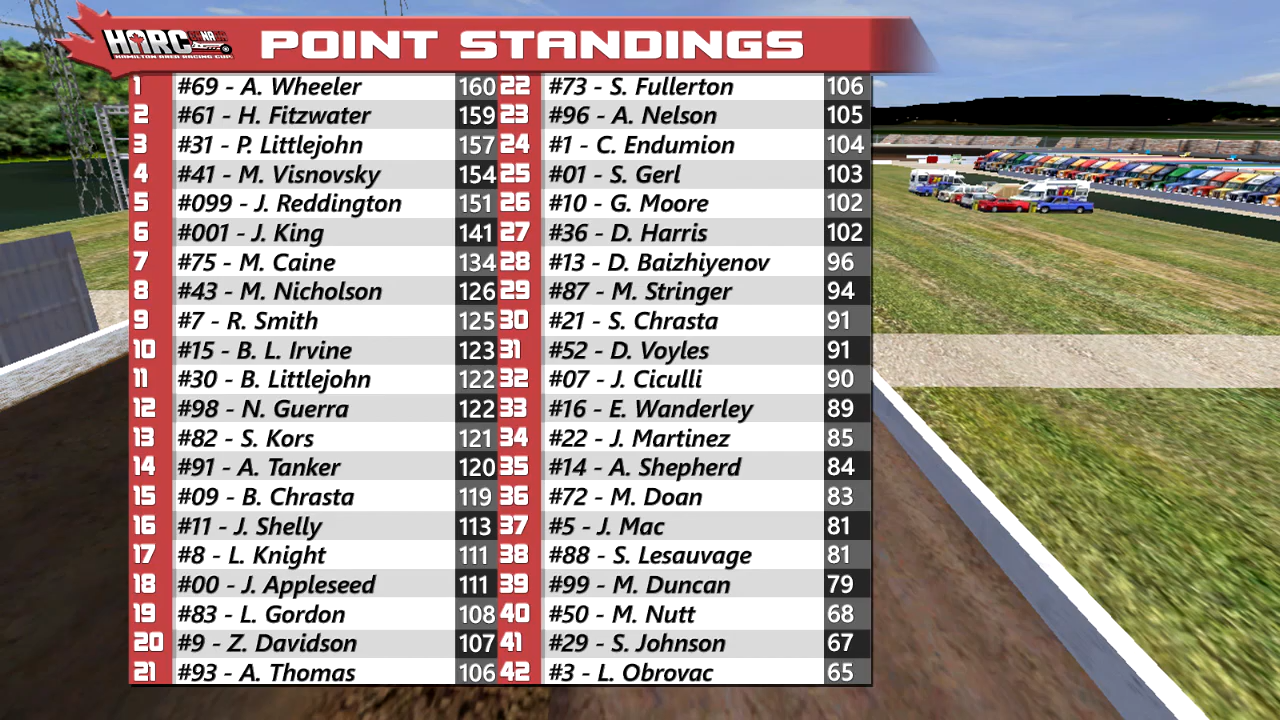 HARC NA
HAMILTON BRED RACING CUP
POINT STANDINGS
1 #69 - A. Wheeler 160
2 #61 - H. Fitzwater 159
3 #31 - P. Littlejohn 157
4 #41 - M. Visnovsky 154
5 #099 - J. Reddington 151
6 #001 - J. King 141
7 #75 - M. Caine 134
8 #43 - M. Nicholson 126
9 #7 - R. Smith 125
10 #15 - B. L. Irvine 123
11 #30 - B. Littlejohn 122
12 #98 - N. Guerra 122
13 #82 - S. Kors 121
14 #91 - A. Tanker 120
15 #09 - B. Chrasta 119
16 #11 - J. Shelly 113
17 #8 - L. Knight 111
18 #00 - J. Appleseed 111
19 #83 - L. Gordon 108
20 #9 - Z. Davidson 107
21 #93 - A. Thomas 106
22 #73 - S. Fullerton 106
23 #96 - A. Nelson 105
24 #1 - C. Endumion 104
25 #01 - S. Gerl 103
26 #10 - G. Moore 102
27 #36 - D. Harris 102
28 #13 - D. Baizhiyenov 96
29 #87 - M. Stringer 94
30 #21 - S. Chrasta 91
31 #52 - D. Voyles 91
32 #07 - J. Ciculli 90
33 #16 - E. Wanderley 89
34 #22 - J. Martinez 85
35 #14 - A. Shepherd 84
36 #72 - M. Doan 83
37 #5 - J. Mac 81
38 #88 - S. Lesauvage 81
39 #99 - M. Duncan 79
40 #50 - M. Nutt 68
41 #29 - S. Johnson 67
42 #3 - L. Obrovac 65